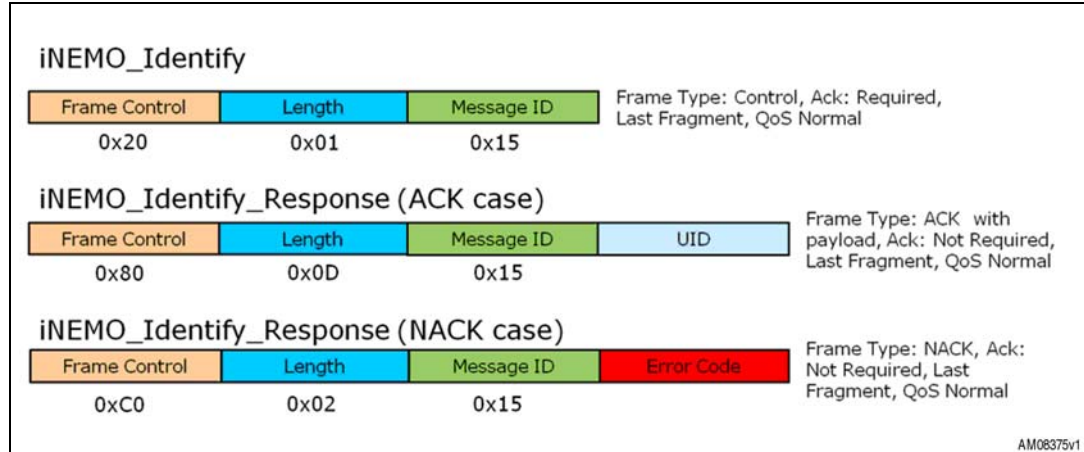 iNEMO_Identify
Frame Control Length Message ID
0x20 0x01 0x15
Frame Type: Control, Ack: Required,
Last Fragment, QoS Normal
iNEMO_Identify_Response (ACK case)
Frame Control Length Message ID UID
0x80 0x0D 0x15
Frame Type: ACK with
payload, Ack: Not Required,
Last Fragment, QoS Normal
iNEMO_Identify_Response (NACK case)
Frame Control Length Message ID Error Code
0xC0 0x02 0x15
Frame Type: NACK, Ack:
Not Required, Last
Fragment, QoS Normal
AM08375v1